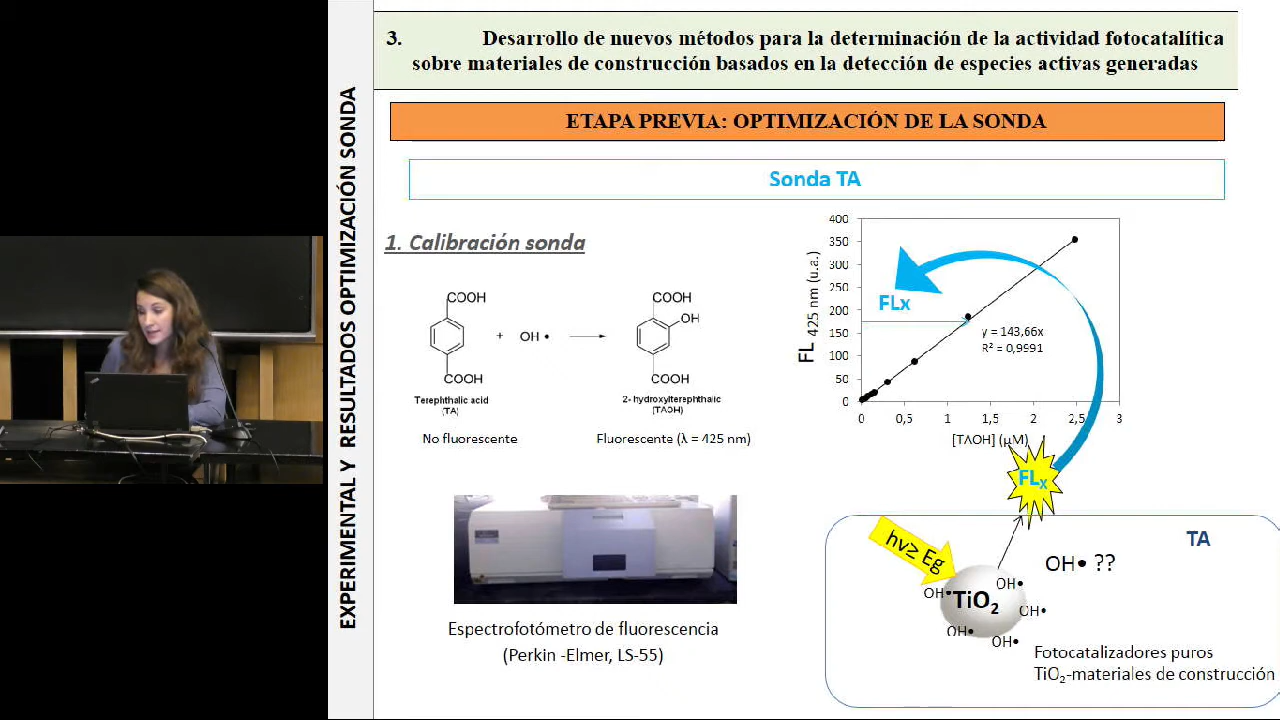 EXPERIMENTAL Y RESULTADOS OPTIMIZACIÓN SONDA
3. Desarrollo de nuevos métodos para la determinación de la actividad fotocatalítica
sobre materiales de construcción basados en la detección de especies activas generadas
ETAPA PREVIA: OPTIMIZACIÓN DE LA SONDA
Sonda TA
1. Calibración sonda
COOH
COOH
+ OH •
COOH
OH
COOH
Terephthalic acid
(TA)
2- hydroxylterephthalic
(TAOH)
No fluorescente
Fluorescente (λ = 425 nm)
FL 425 nm (u.a.)
400
350
300
250
200
150
100
50
0
FLx
y = 143,66x
R² = 0,9991
0 0,5 1 1,5 2 2,5 3
[TAOH] (μM)
FLx
Espectrofotómetro de fluorescencia
(Perkin -Elmer, LS-55)
TA
hν≥ Eg
OH• ??
OH•
OH•
TiO₂
OH•
OH•
OH•
Fotocatalizadores puros
TiO₂-materiales de construcción